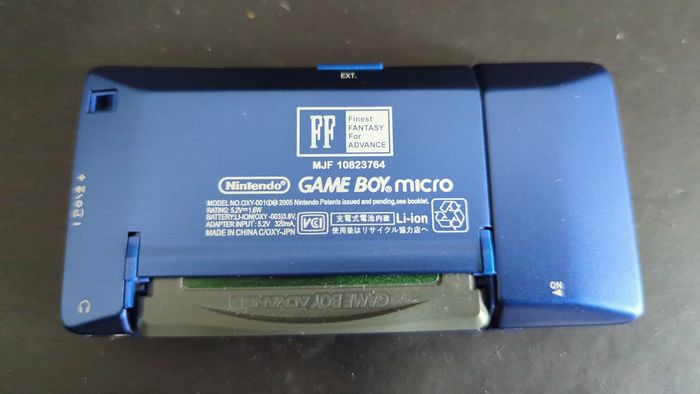 EXT.
FF
Finest
FANTASY
For
ADVANCE
MJF 10823764
Nintendo
GAME BOY micro
MODEL NO.OXY-001 2005 Nintendo Patents issued and pending,see booklet.
RATING: 5.2V⎓1.6W
BATTERY:LI-ION(OXY-003)3.8V,
ADAPTER INPUT : 5.2V 320mA
MADE IN CHINA C/OXY-JPN
VCI
充電式電池内蔵
使用後はリサイクル協力店へ
Li-ion
ON
GAME BOY ADVANCE